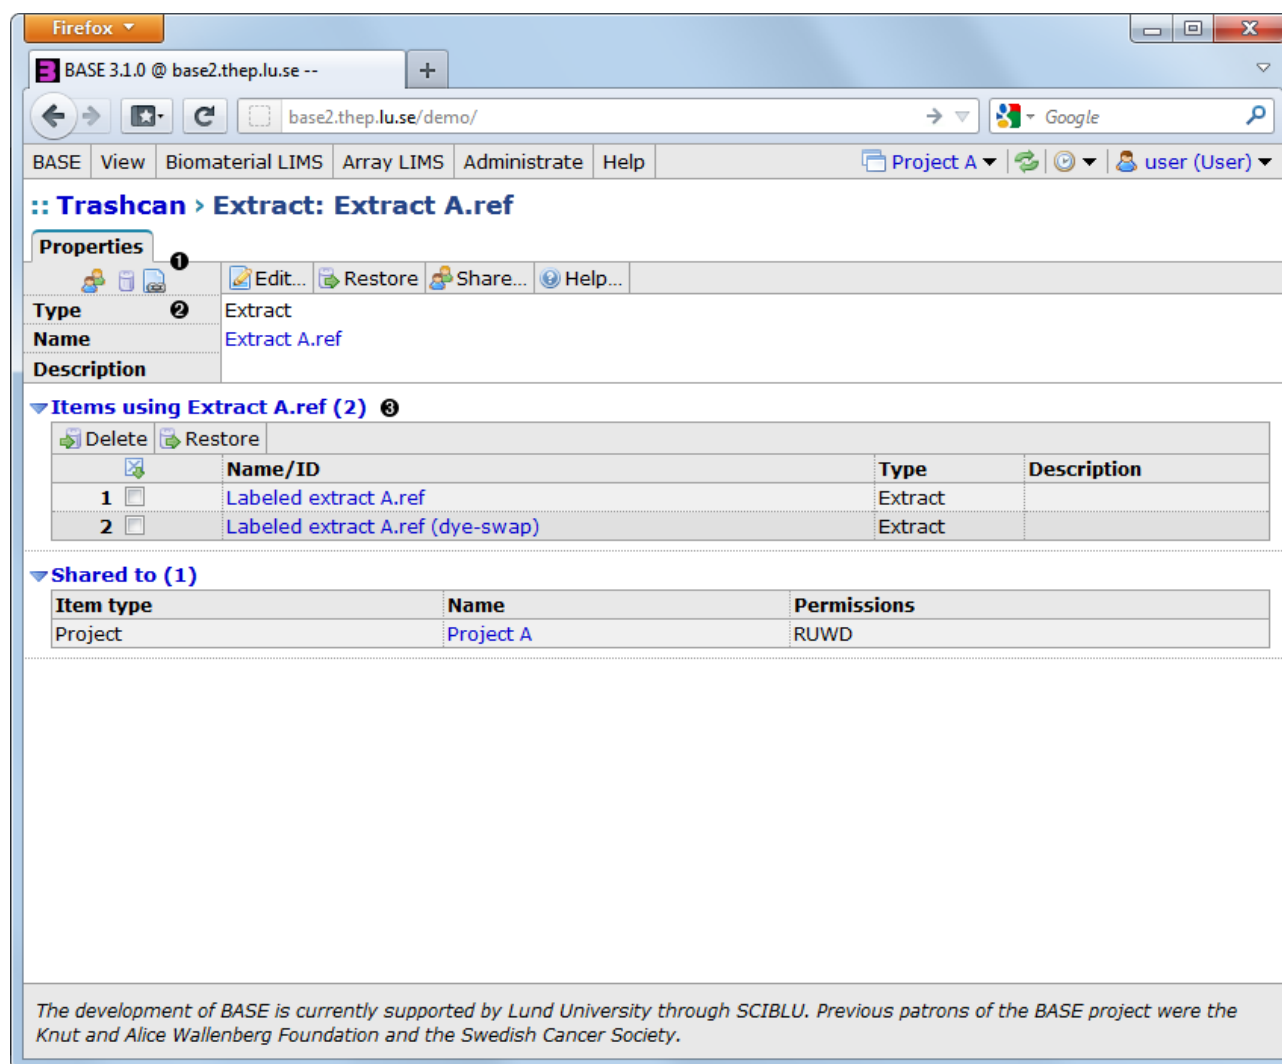 Firefox
BASE 3.1.0 @ base2.thep.lu.se --
base2.thep.lu.se/demo/
Google
BASE View Biomaterial LIMS Array LIMS Administrate Help Project A user (User)
:: Trashcan › Extract: Extract A.ref
Properties
❶
Edit... Restore Share... Help...
Type ❷ Extract
Name Extract A.ref
Description
Items using Extract A.ref (2) ❸
Delete Restore
Name/ID Type Description
1 Labeled extract A.ref Extract
2 Labeled extract A.ref (dye-swap) Extract
Shared to (1)
Item type Name Permissions
Project Project A RUWD
The development of BASE is currently supported by Lund University through SCIBLU. Previous patrons of the BASE project were the
Knut and Alice Wallenberg Foundation and the Swedish Cancer Society.